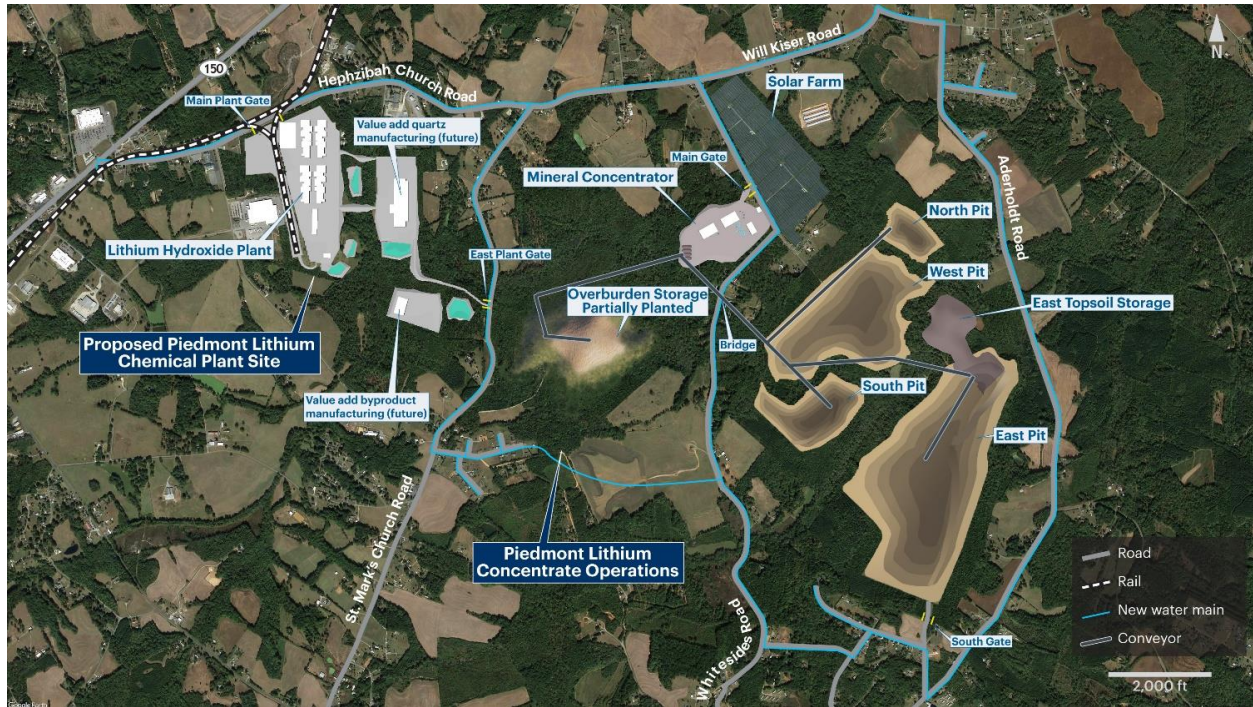 150
Hephzibah Church Road
Will Kiser Road
N
Main Plant Gate
Solar Farm
Value add quartz
manufacturing (future)
Main Gate
Mineral Concentrator
Aderholdt Road
North Pit
Lithium Hydroxide Plant
East Plant Gate
West Pit
Overburden Storage
Partially Planted
East Topsoil Storage
Proposed Piedmont Lithium
Chemical Plant Site
Bridge
Value add byproduct
manufacturing (future)
South Pit
East Pit
St. Mark's Church Road
Piedmont Lithium
Concentrate Operations
Whitesides Road
South Gate
Road
Rail
New water main
Conveyor
2,000 ft
Google Earth